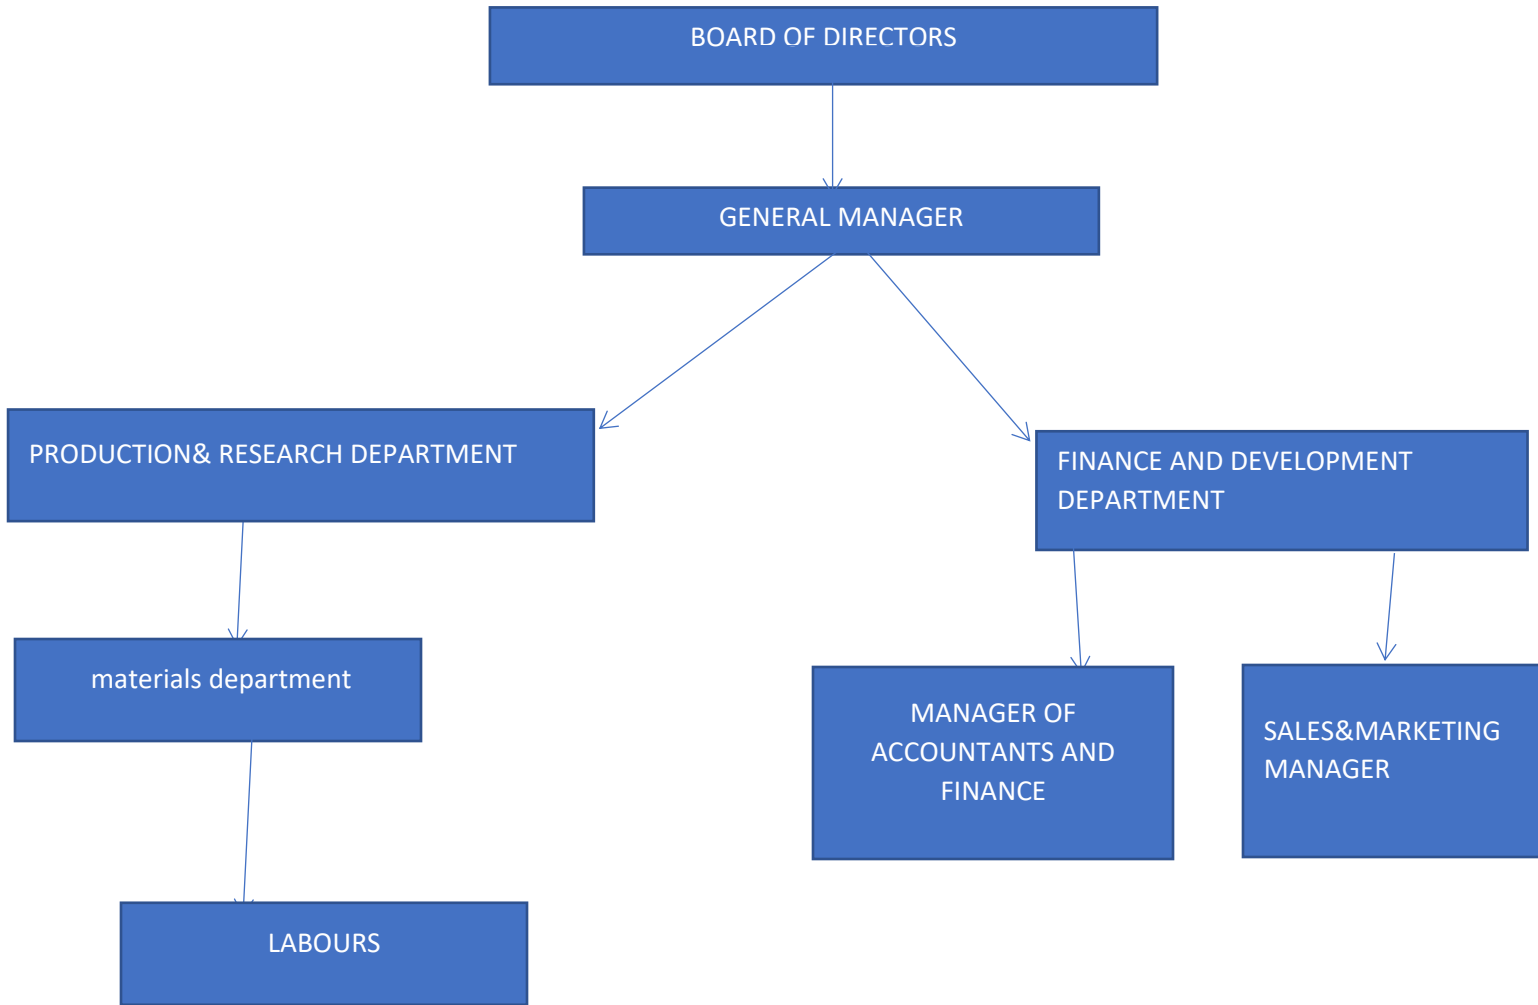 BOARD OF DIRECTORS
GENERAL MANAGER
PRODUCTION& RESEARCH DEPARTMENT
FINANCE AND DEVELOPMENT
DEPARTMENT
materials department
MANAGER OF
ACCOUNTANTS AND
FINANCE
SALES&MARKETING
MANAGER
LABOURS